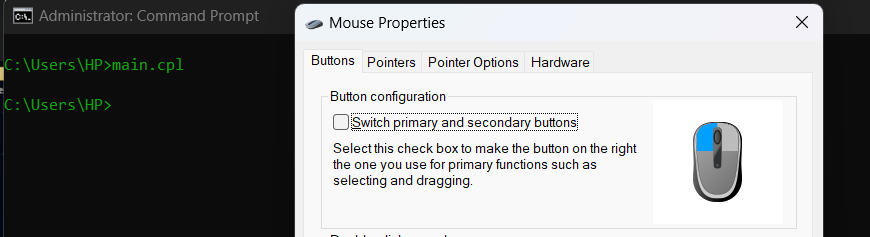 Administrator: Command Prompt
C:\Users\HP>main.cpl
C:\Users\HP>
Mouse Properties
Buttons Pointers Pointer Options Hardware
Button configuration
Switch primary and secondary buttons
Select this check box to make the button on the right
the one you use for primary functions such as
selecting and dragging.